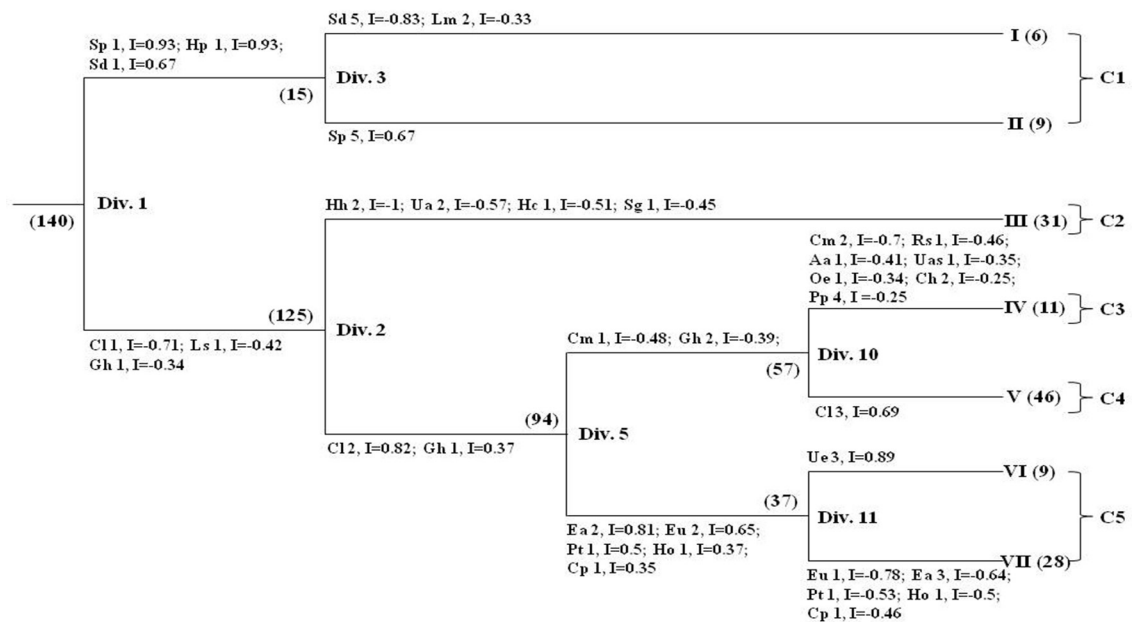 Sd 5, I=-0.83; Lm 2, I=-0.33
I (6)
Sp 1, I=0.93; Hp 1, I=0.93;
Sd 1, I=0.67
Div. 3
C1
(15)
II (9)
Sp 5, I=0.67
Div. 1
(140)
Hh 2, I=-1; Ua 2, I=-0.57; Hc 1, I=-0.51; Sg 1, I=-0.45
III (31)
C2
Cm 2, I=-0.7; Rs 1, I=-0.46;
Aa 1, I=-0.41; Uas 1, I=-0.35;
Oe 1, I=-0.34; Ch 2, I=-0.25;
Pp 4, I =-0.25
IV (11)
C3
(125)
Div. 2
Cl 1, I=-0.71; Ls 1, I=-0.42
Gh 1, I=-0.34
Cm 1, I=-0.48; Gh 2, I=-0.39;
Div. 10
(57)
V (46)
C4
Cl 3, I=0.69
(94)
Div. 5
Cl 2, I=0.82; Gh 1, I=0.37
Ue 3, I=0.89
VI (9)
(37)
Div. 11
C5
Ea 2, I=0.81; Eu 2, I=0.65;
Pt 1, I=0.5; Ho 1, I=0.37;
Cp 1, I=0.35
VII (28)
Eu 1, I=-0.78; Ea 3, I=-0.64;
Pt 1, I=-0.53; Ho 1, I=-0.5;
Cp 1, I=-0.46